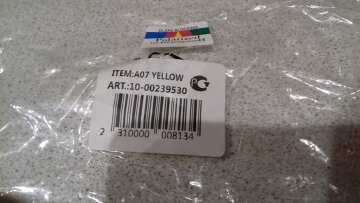 ITEM:A07 YELLOW
ART.:10-00239530
2 310000 008134